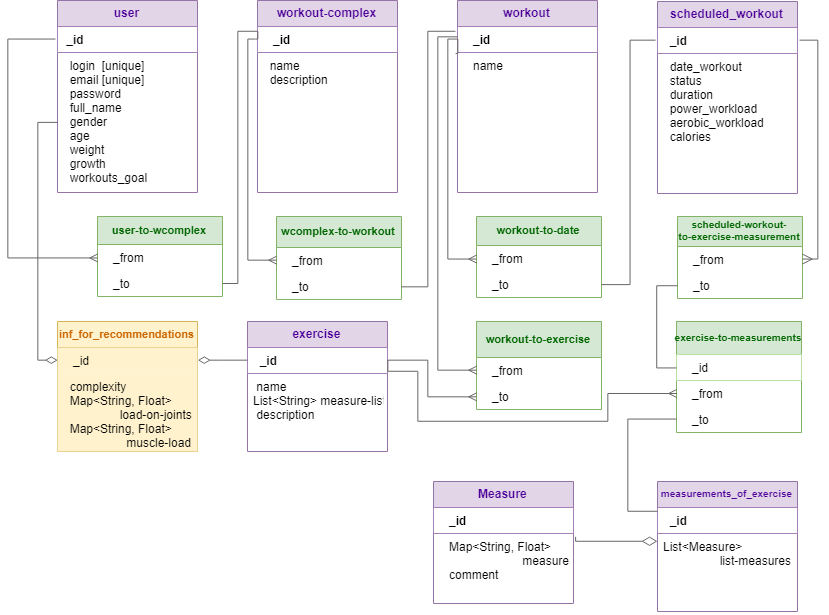 user
_id
login [unique]
email [unique]
password
full_name
gender
age
weight
growth
workouts_goal
workout-complex
_id
name
description
workout
_id
name
scheduled_workout
_id
date_workout
status
duration
power_workload
aerobic_workload
calories
user-to-wcomplex
_from
_to
wcomplex-to-workout
_from
_to
workout-to-date
_from
_to
scheduled-workout-
to-exercise-measurement
_from
_to
inf_for_recommendations
_id
complexity
Map<String, Float>
load-on-joints
Map<String, Float>
muscle-load
exercise
_id
name
List<String> measure-lis
description
workout-to-exercise
_from
_to
exercise-to-measurements
_id
_from
_to
Measure
_id
Map<String, Float>
measure
comment
measurements_of_exercise
_id
List<Measure>
list-measures